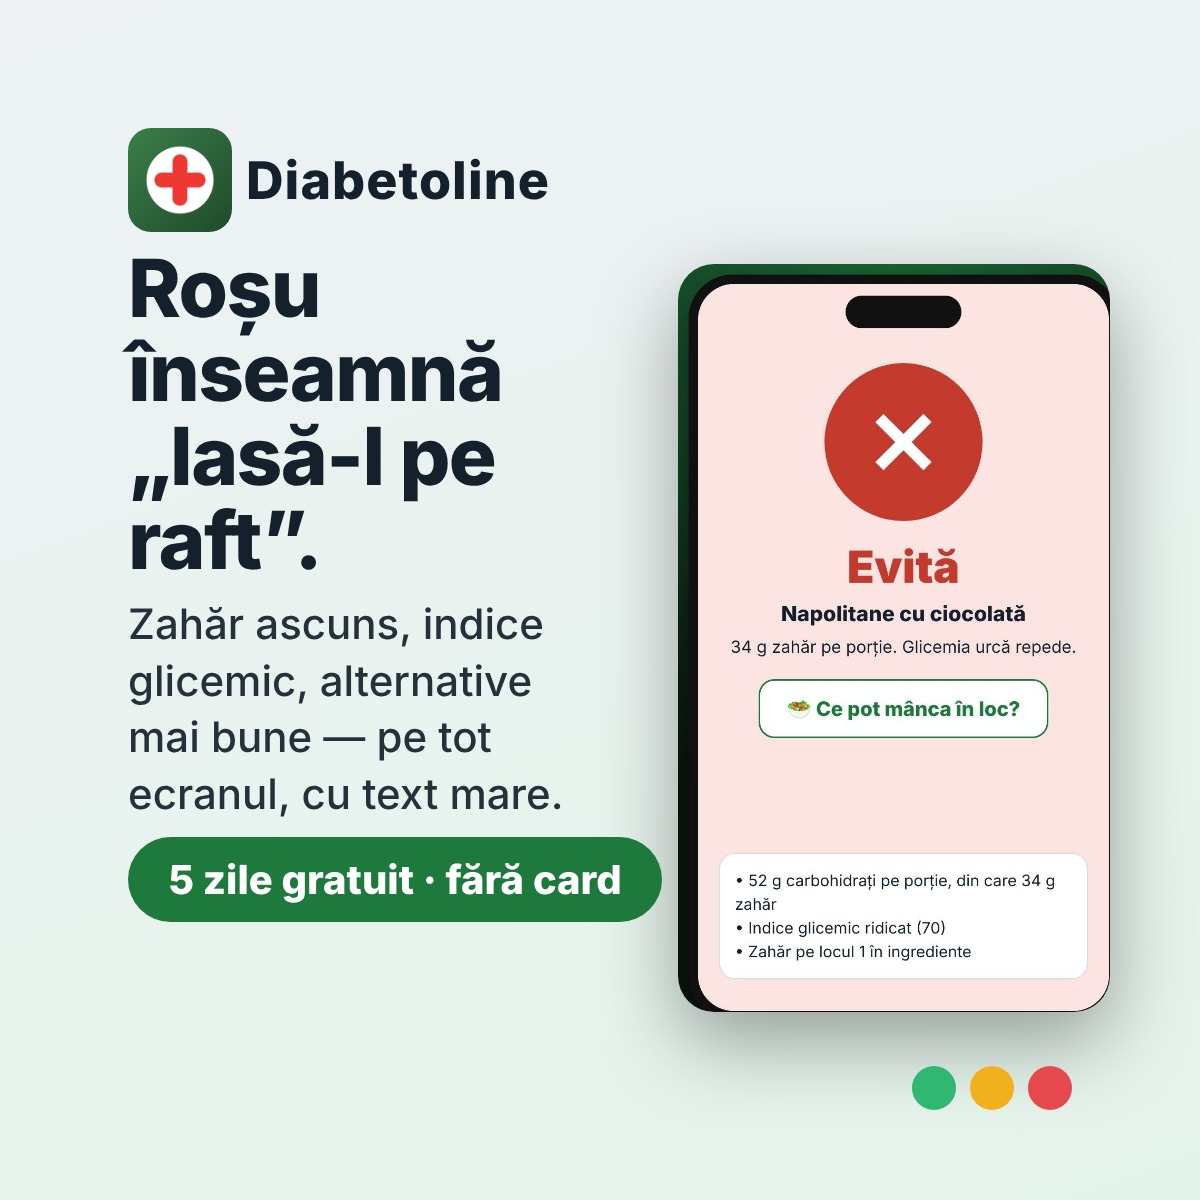 Diabetoline
Roșu
înseamnă
„lasă-l pe
raft”.
Zahăr ascuns, indice
glicemic, alternative
mai bune — pe tot
ecranul, cu text mare.
5 zile gratuit · fără card
Evită
Napolitane cu ciocolată
34 g zahăr pe porție. Glicemia urcă repede.
🥗 Ce pot mânca în loc?
• 52 g carbohidrați pe porție, din care 34 g
zahăr
• Indice glicemic ridicat (70)
• Zahăr pe locul 1 în ingrediente